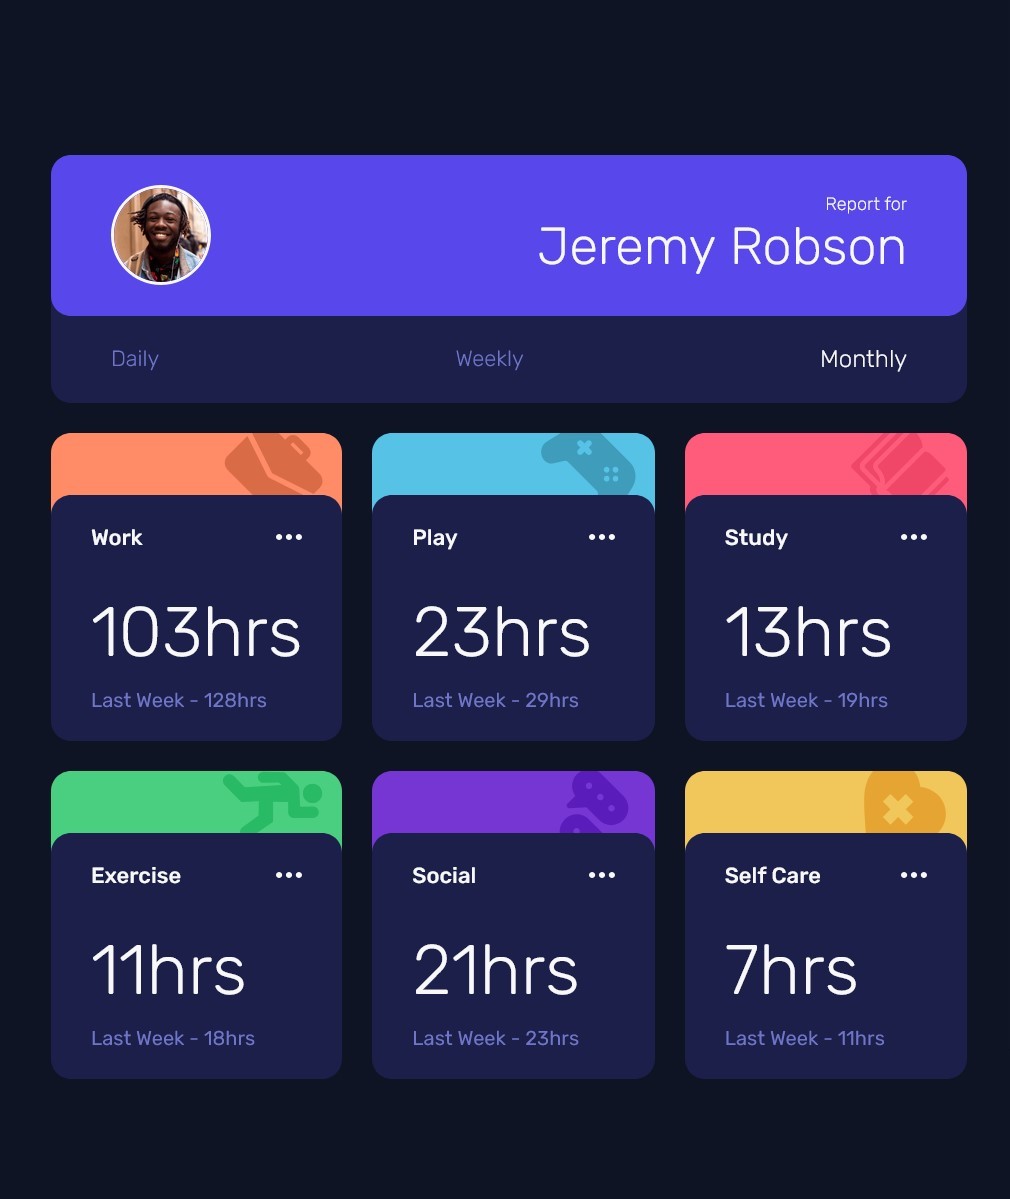 Report for
Jeremy Robson
Daily
Weekly
Monthly
Work
103hrs
Last Week - 128hrs
Play
23hrs
Last Week - 29hrs
Study
13hrs
Last Week - 19hrs
Exercise
11hrs
Last Week - 18hrs
Social
21hrs
Last Week - 23hrs
Self Care
7hrs
Last Week - 11hrs